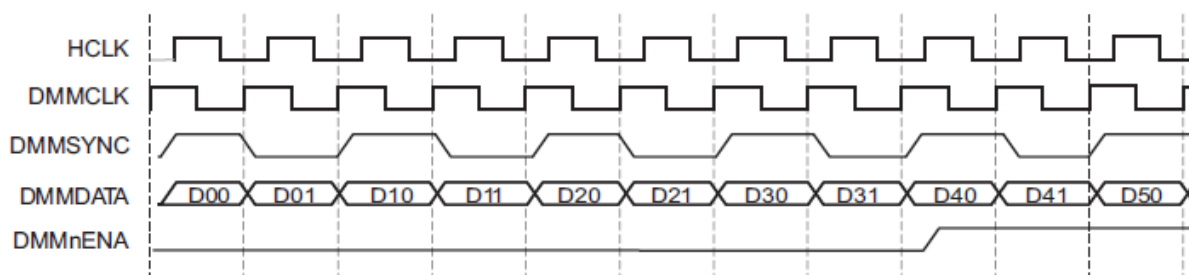 HCLK
DMMCLK
DMMSYNC
DMMDATA D00 D01 D10 D11 D20 D21 D30 D31 D40 D41 D50
DMMnENA